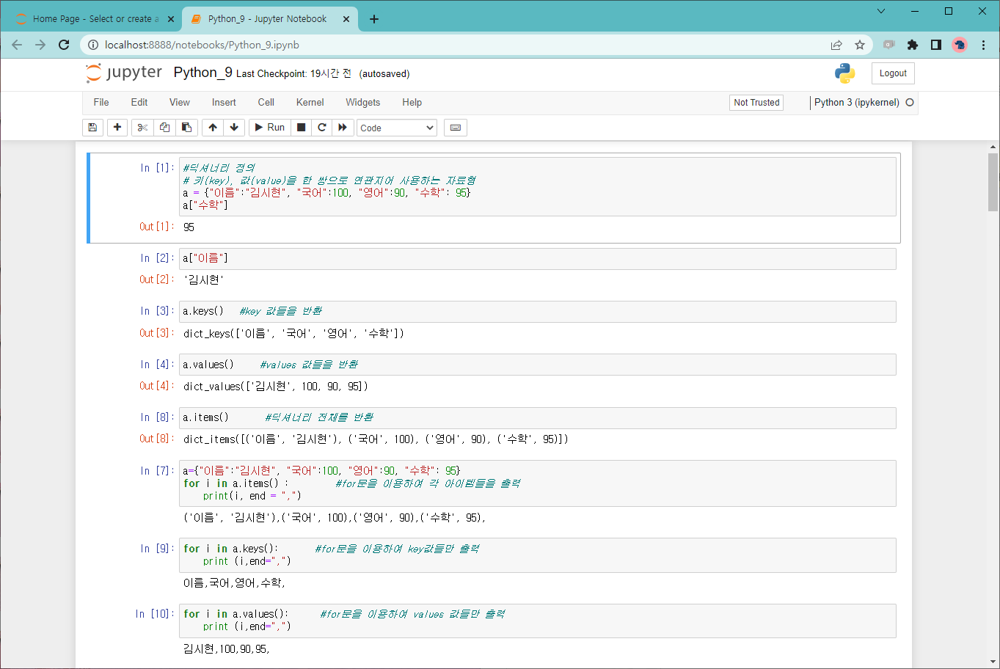 Home Page - Select or create a
Python_9 - Jupyter Notebook
localhost:8888/notebooks/Python_9.ipynb
jupyter Python_9 Last Checkpoint: 19시간 전 (autosaved)
Logout
File Edit View Insert Cell Kernel Widgets Help
Not Trusted Python 3 (ipykernel)
Run Code
In [1]: #딕셔너리 정의
# 키(key), 값(value)을 한 쌍으로 연관지어 사용하는 자료형
a = {"이름":"김시현", "국어":100, "영어":90, "수학": 95}
a["수학"]
Out[1]: 95
In [2]: a["이름"]
Out[2]: '김시현'
In [3]: a.keys() #key 값들을 반환
Out[3]: dict_keys(['이름', '국어', '영어', '수학'])
In [4]: a.values() #values 값들을 반환
Out[4]: dict_values(['김시현', 100, 90, 95])
In [8]: a.items() #딕셔너리 전체를 반환
Out[8]: dict_items([('이름', '김시현'), ('국어', 100), ('영어', 90), ('수학', 95)])
In [7]: a={"이름":"김시현", "국어":100, "영어":90, "수학": 95}
for i in a.items() : #for문을 이용하여 각 아이템들을 출력
print(i, end = ",")
('이름', '김시현'),('국어', 100),('영어', 90),('수학', 95),
In [9]: for i in a.keys(): #for문을 이용하여 key값들만 출력
print (i,end=",")
이름,국어,영어,수학,
In [10]: for i in a.values(): #for문을 이용하여 values 값들만 출력
print (i,end=",")
김시현,100,90,95,